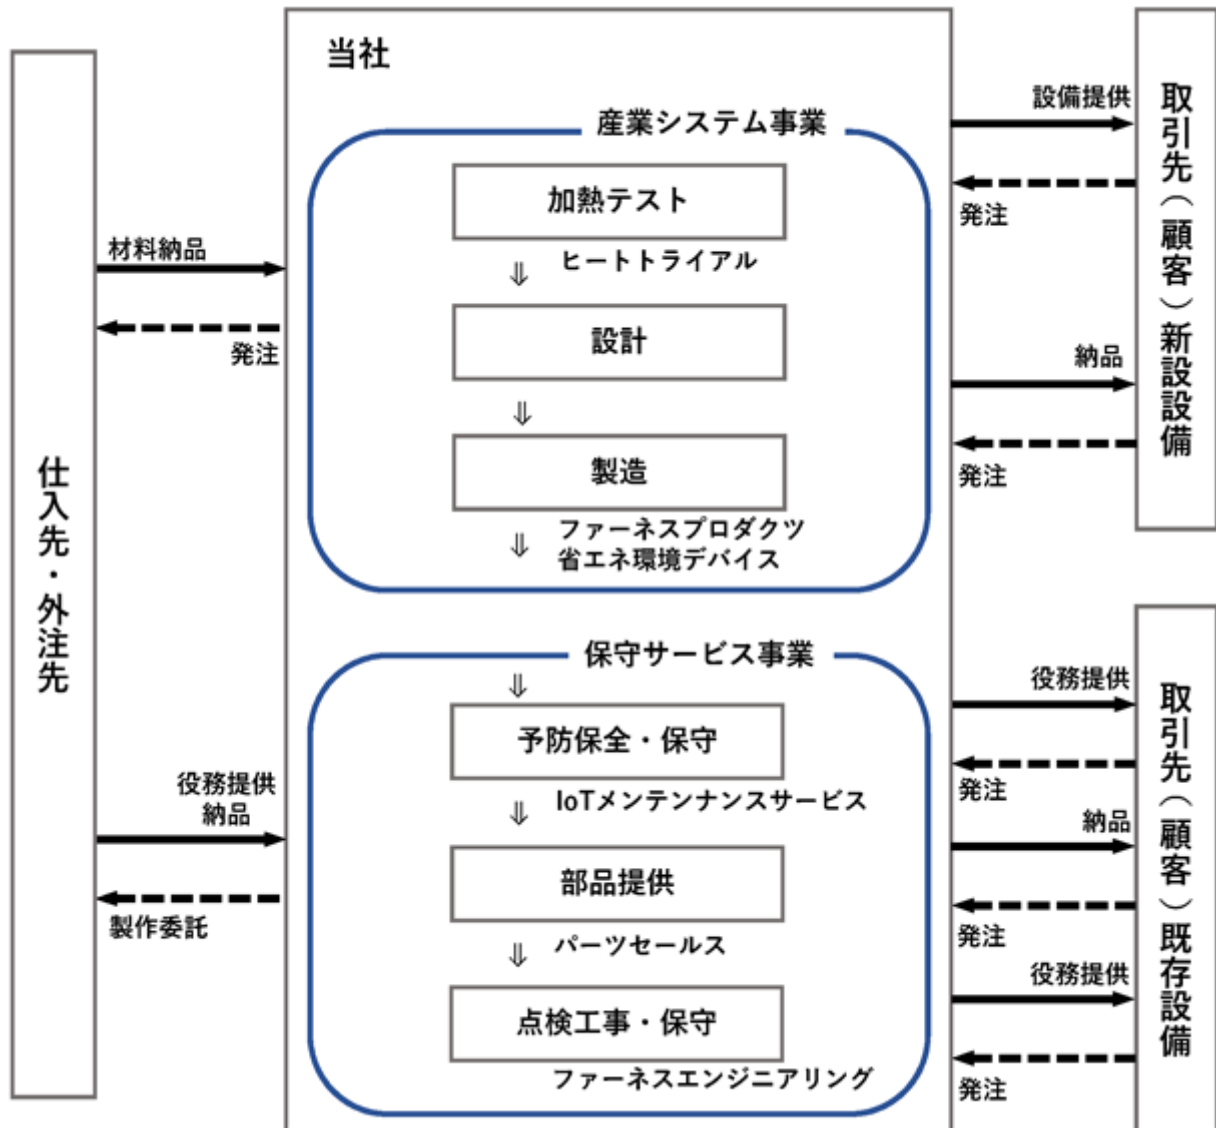 当社
産業システム事業
加熱テスト
ヒートトライアル
⇓
設計
⇓
製造
ファーネスプロダクツ
省エネ環境デバイス
⇓
保守サービス事業
⇓
予防保全・保守
IoTメンテンナンスサービス
⇓
部品提供
パーツセールス
⇓
点検工事・保守
ファーネスエンジニアリング
仕入先・外注先
材料納品
発注
役務提供
納品
製作委託
設備提供
発注
納品
発注
取引先（顧客）新設設備
役務提供
発注
納品
発注
役務提供
発注
取引先（顧客）既存設備